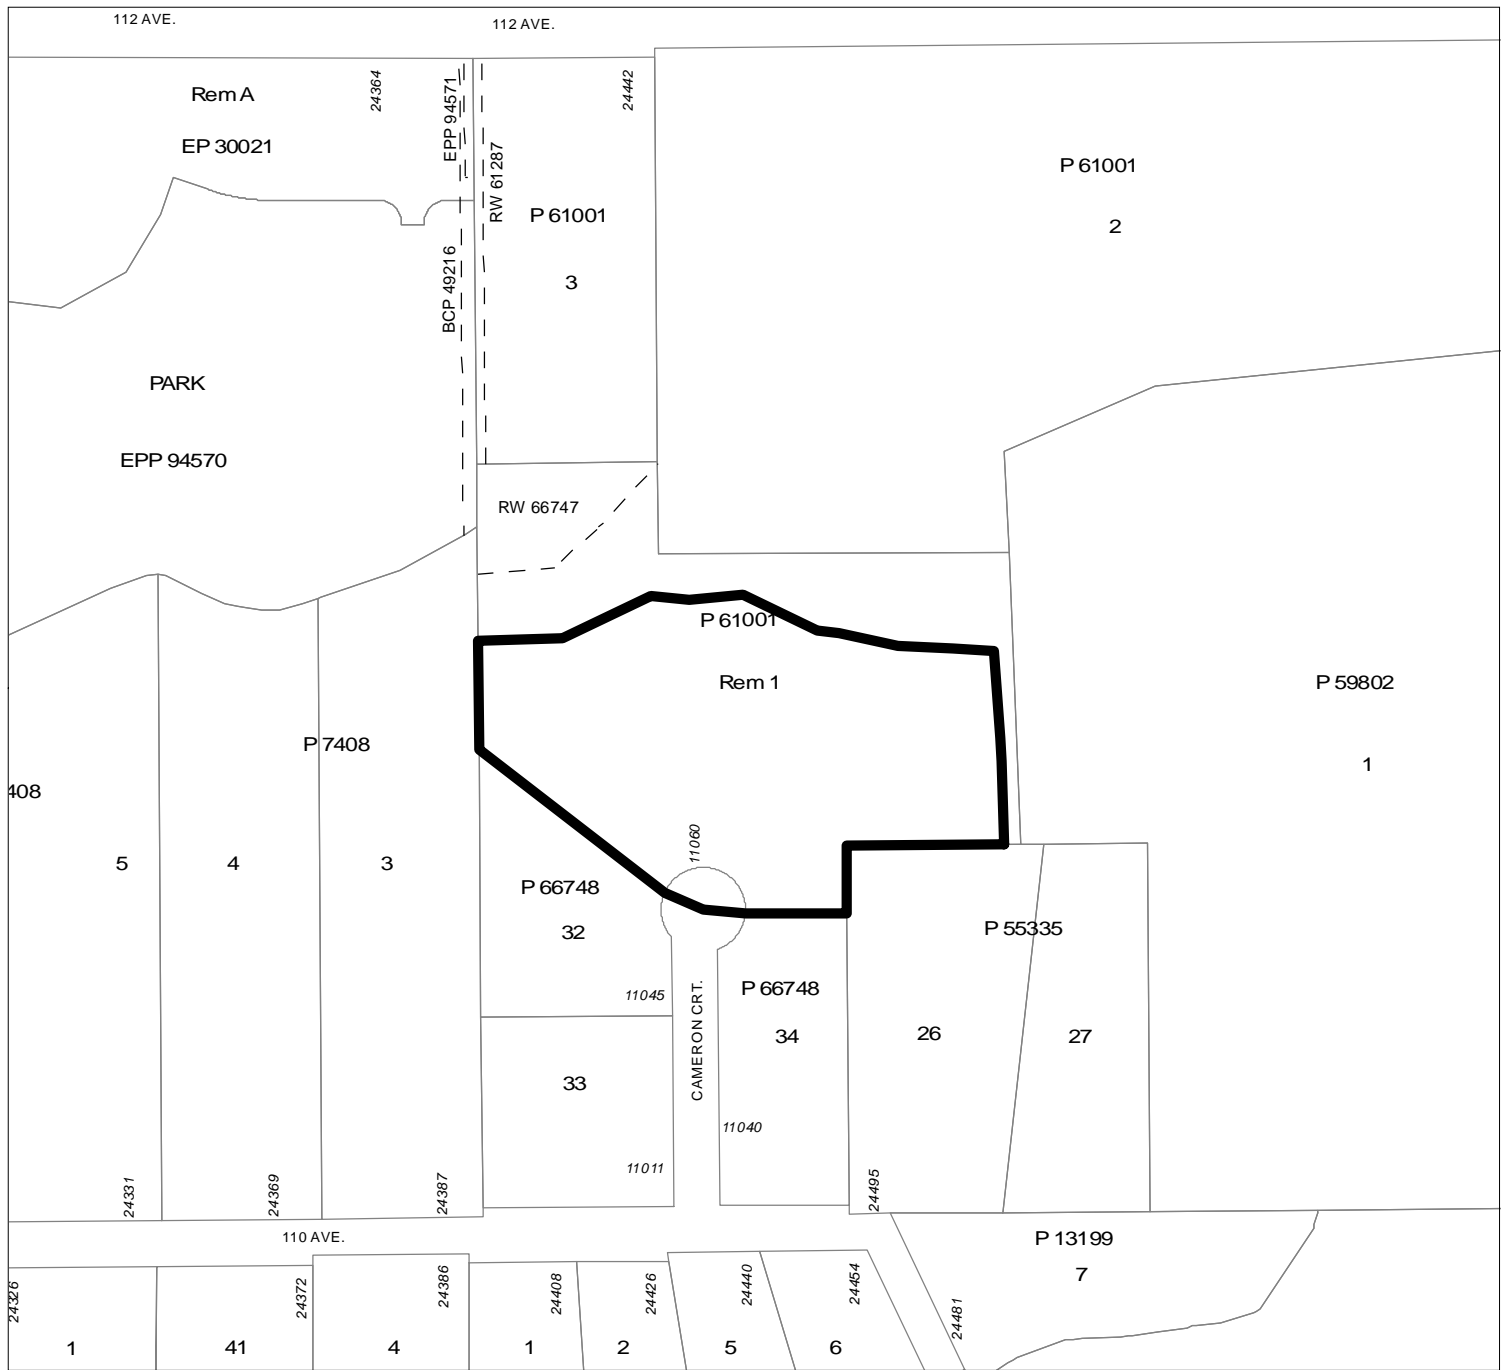 112 AVE.
112 AVE.
Rem A
24364
EP 30021
EPP 94571
RW 61287
24442
P 61001
3
P 61001
2
BCP 49216
PARK
EPP 94570
RW 66747
P 61001
Rem 1
P 59802
1
P 7408
408
5
4
3
11060
P 66748
32
11045
P 55335
P 66748
34
CAMERON CRT.
26
27
33
11040
11011
24331
24369
24387
24495
110 AVE.
P 13199
7
24326
24372
24386
24408
24426
24440
24454
24481
1
41
4
1
2
5
6